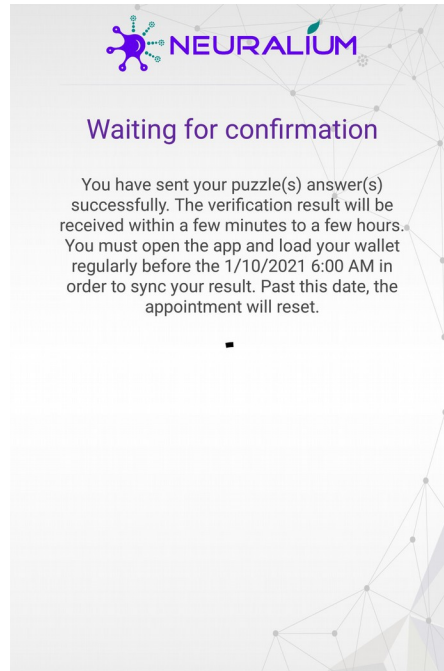 NEURALIUM
Waiting for confirmation
You have sent your puzzle(s) answer(s)
successfully. The verification result will be
received within a few minutes to a few hours.
You must open the app and load your wallet
regularly before the 1/10/2021 6:00 AM in
order to sync your result. Past this date, the
appointment will reset.